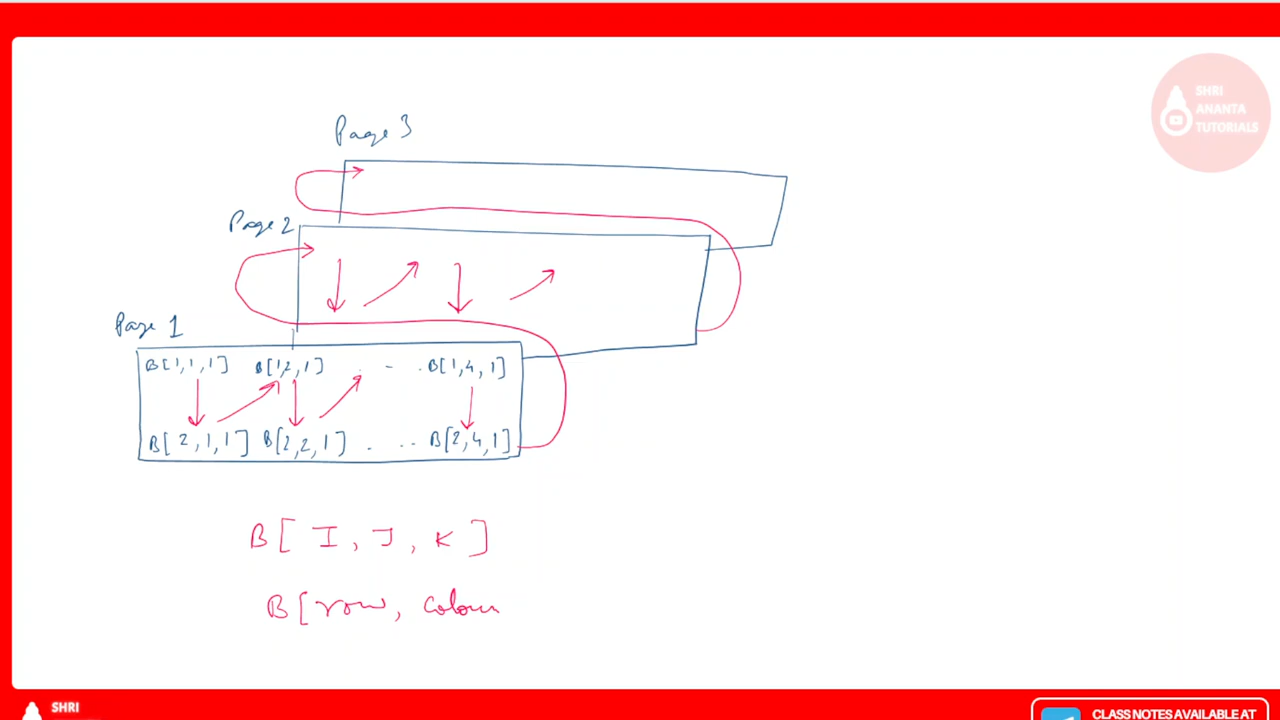 SHRI
ANANTA
TUTORIALS
Page 3
Page 2
Page 1
B[1,1,1] B[1,2,1] . - . B[1,4,1]
B[2,1,1] B[2,2,1] . .. B[2,4,1]
B[I, J, K]
B[row, colum
SHRI
CLASS NOTES AVAILABLE AT